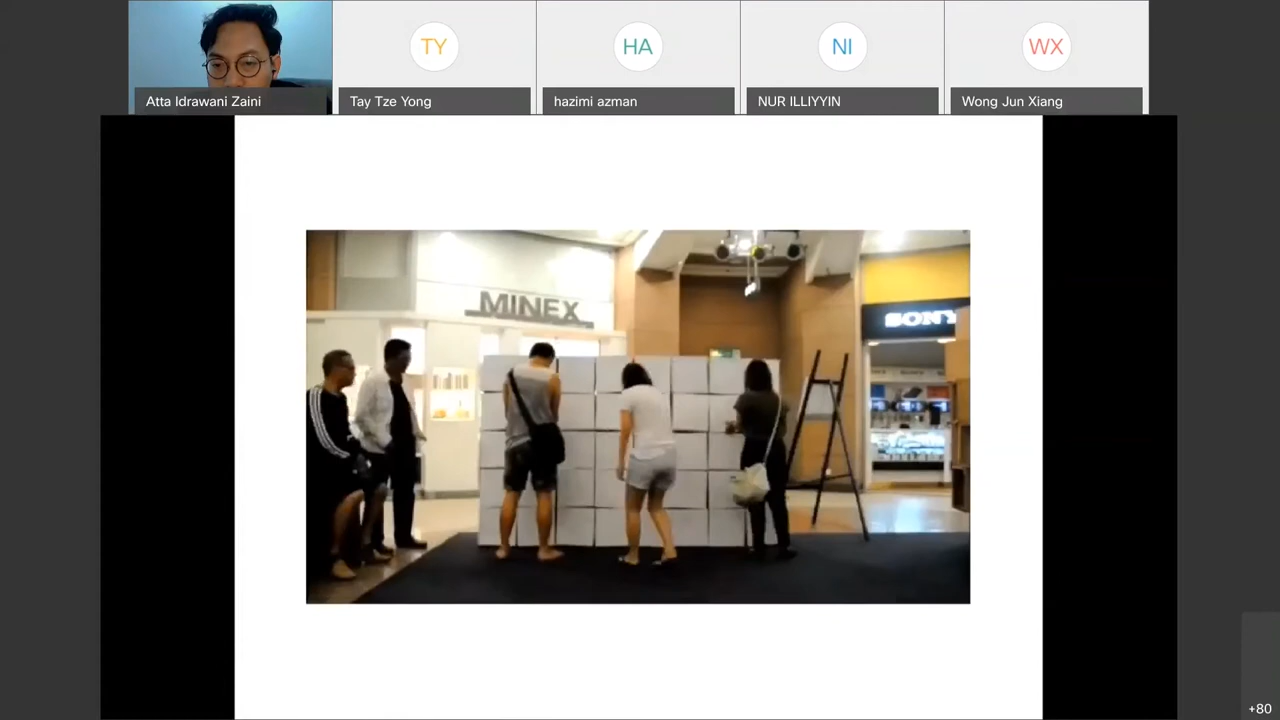 TY
HA
NI
WX
Atta Idrawani Zaini
Tay Tze Yong
hazimi azman
NUR ILLIYYIN
Wong Jun Xiang
MINEX
SONY
+80